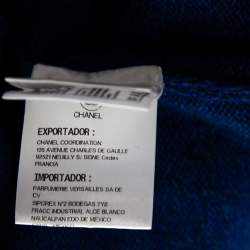 CHANEL
EXPORTADOR :
CHANEL COORDINATION
135 AVENUE CHARLES DE GAULLE
92521 NEUILLY S/ SEINE Cedex
FRANCIA
IMPORTADOR :
PARFUMERIE VERSAILLES SA DE
CV
SIPOREX N°2 BODEGAS 7Y8
FRACC INDUSTRIAL ALCE BLANCO
NAUCALPAN EDO DE MEXICO